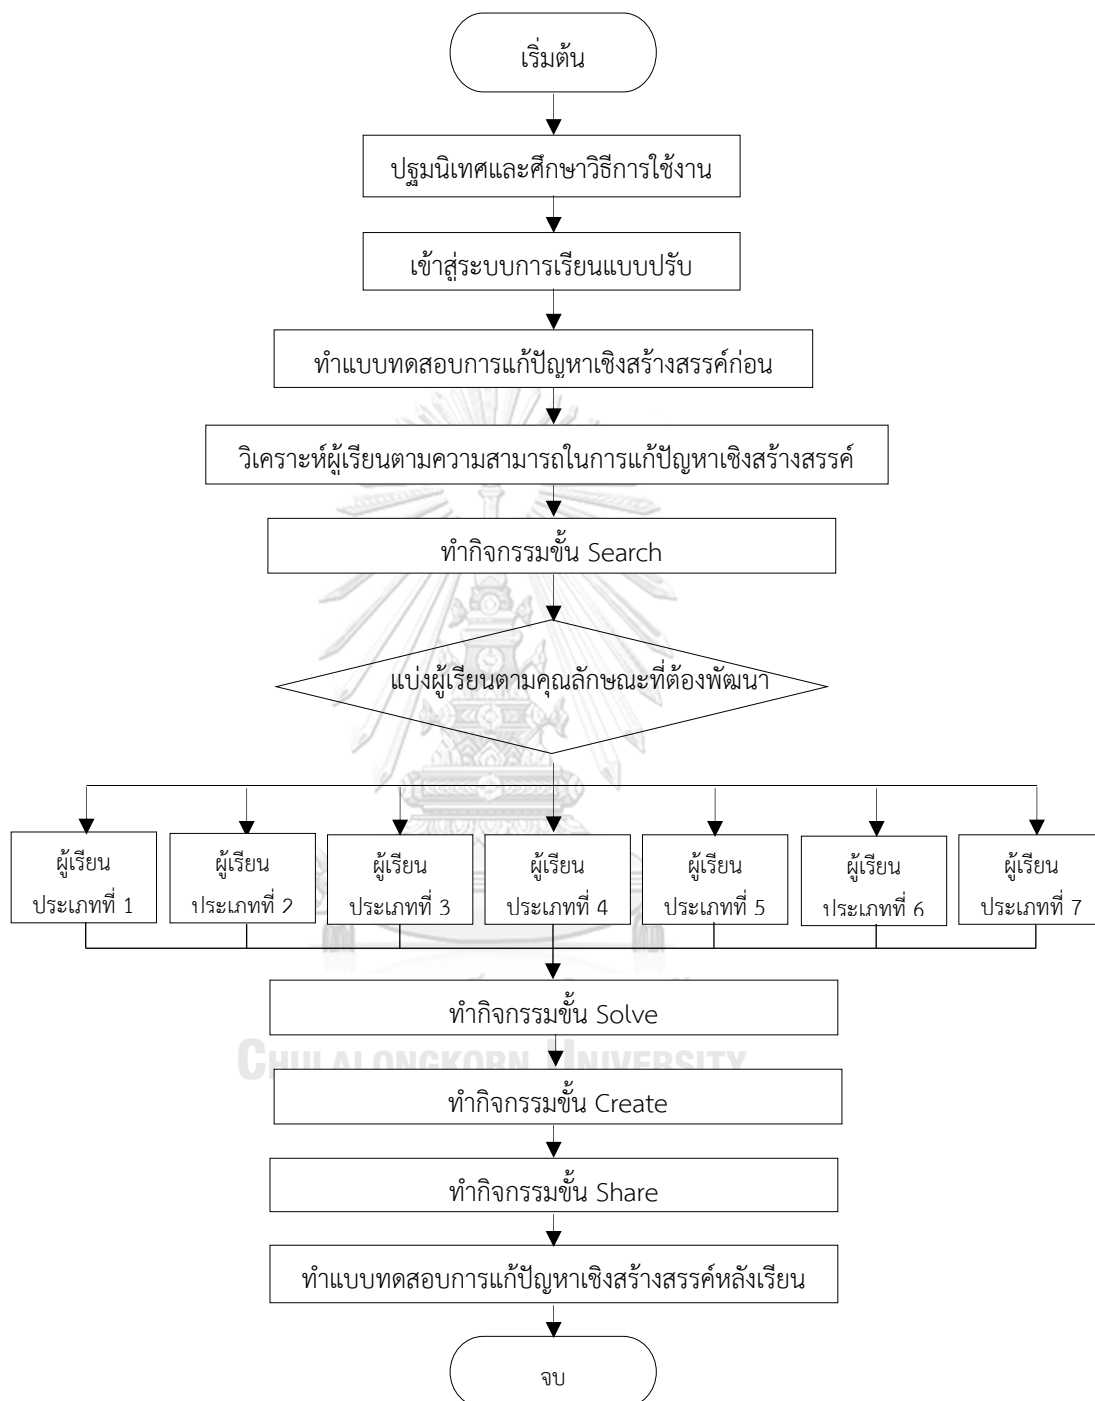 เริ่มต้น
ปฐมนิเทศและศึกษาวิธีการใช้งาน
เข้าสู่ระบบการเรียนแบบปรับ
ทำแบบทดสอบการแก้ปัญหาเชิงสร้างสรรค์ก่อน
วิเคราะห์ผู้เรียนตามความสามารถในการแก้ปัญหาเชิงสร้างสรรค์
ทำกิจกรรมขั้น Search
แบ่งผู้เรียนตามคุณลักษณะที่ต้องพัฒนา
ผู้เรียน
ประเภทที่ 1
ผู้เรียน
ประเภทที่ 2
ผู้เรียน
ประเภทที่ 3
ผู้เรียน
ประเภทที่ 4
ผู้เรียน
ประเภทที่ 5
ผู้เรียน
ประเภทที่ 6
ผู้เรียน
ประเภทที่ 7
ทำกิจกรรมขั้น Solve
CHULALONGKORN UNIVERSITY
ทำกิจกรรมขั้น Create
ทำกิจกรรมขั้น Share
ทำแบบทดสอบการแก้ปัญหาเชิงสร้างสรรค์หลังเรียน
จบ